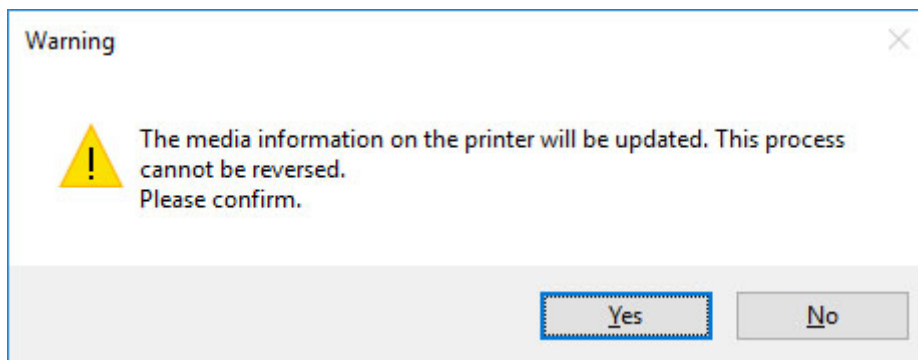 Warning
The media information on the printer will be updated. This process
cannot be reversed.
Please confirm.
Yes
No